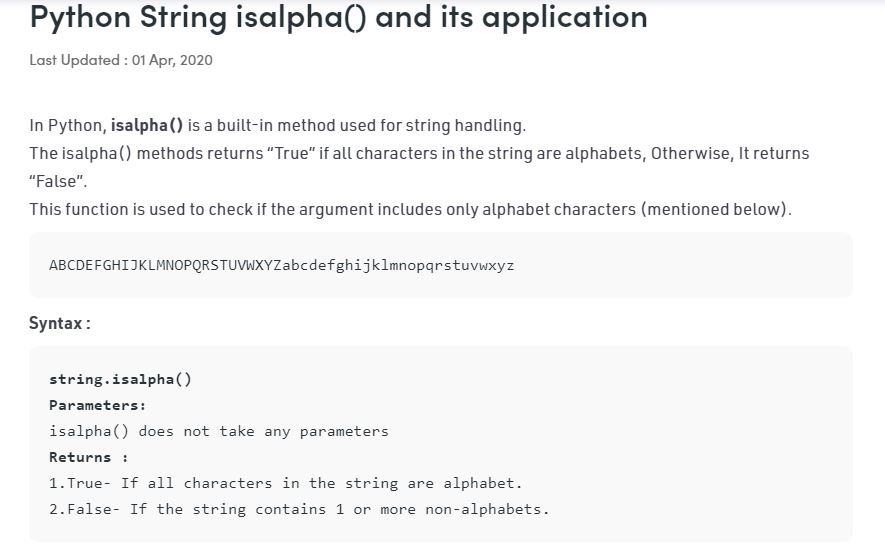 Python String isalpha() and its application
Last Updated : 01 Apr, 2020
In Python, isalpha() is a built-in method used for string handling.
The isalpha() methods returns “True” if all characters in the string are alphabets, Otherwise, It returns
“False”.
This function is used to check if the argument includes only alphabet characters (mentioned below).
ABCDEFGHIJKLMNOPQRSTUVWXYZabcdefghijklmnopqrstuvwxyz
Syntax :
string.isalpha()
Parameters:
isalpha() does not take any parameters
Returns :
1.True- If all characters in the string are alphabet.
2.False- If the string contains 1 or more non-alphabets.